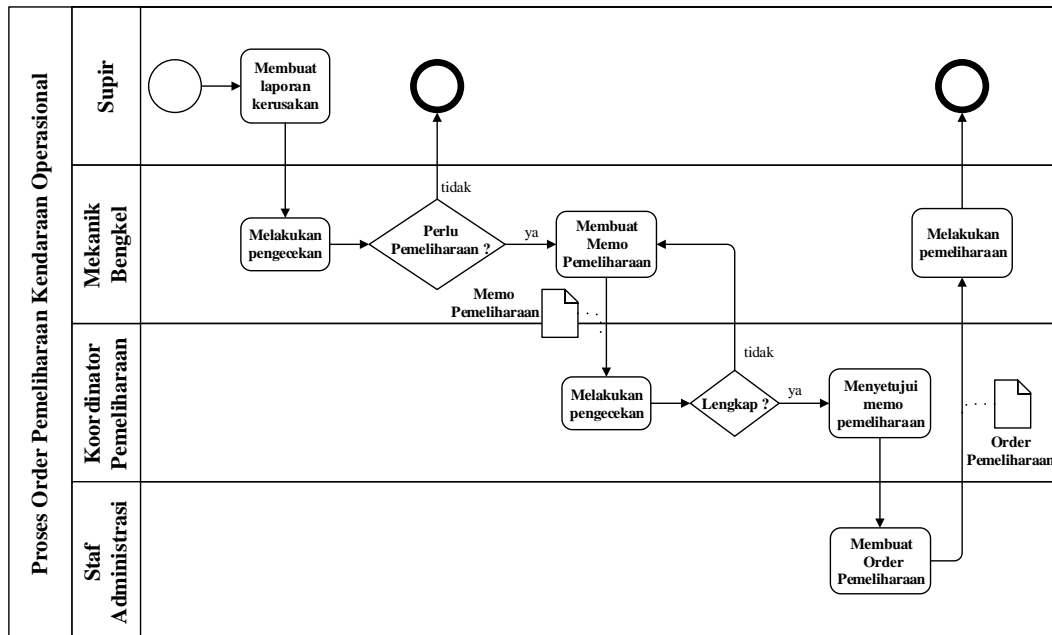 Proses Order Pemeliharaan Kendaraan Operasional
Supir
Membuat
laporan
kerusakan
Mekanik
Bengkel
Melakukan
pengecekan
Perlu
Pemeliharaan ?
tidak
ya
Membuat
Memo
Pemeliharaan
Melakukan
pemeliharaan
Memo
Pemeliharaan
Koordinator
Pemeliharaan
Melakukan
pengecekan
Lengkap ?
tidak
ya
Menyetujui
memo
pemeliharaan
Order
Pemeliharaan
Staf
Administrasi
Membuat
Order
Pemeliharaan